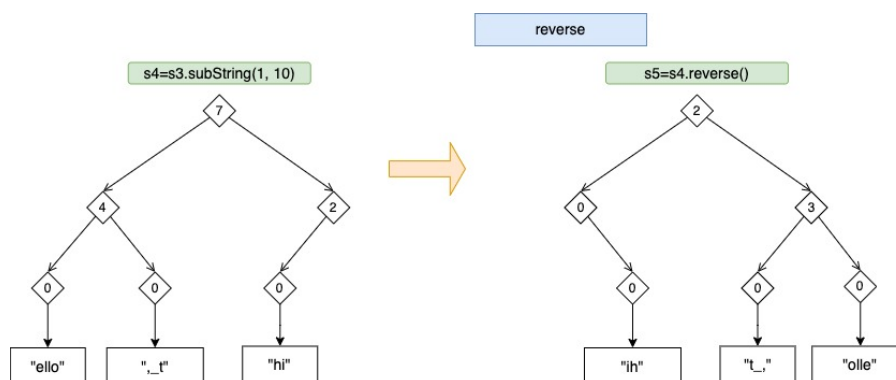 reverse
s4=s3.subString(1, 10)
s5=s4.reverse()
7
2
4
2
0
3
0
0
0
0
0
0
"ello"
",_t"
"hi"
"ih"
"t_,"
"olle"